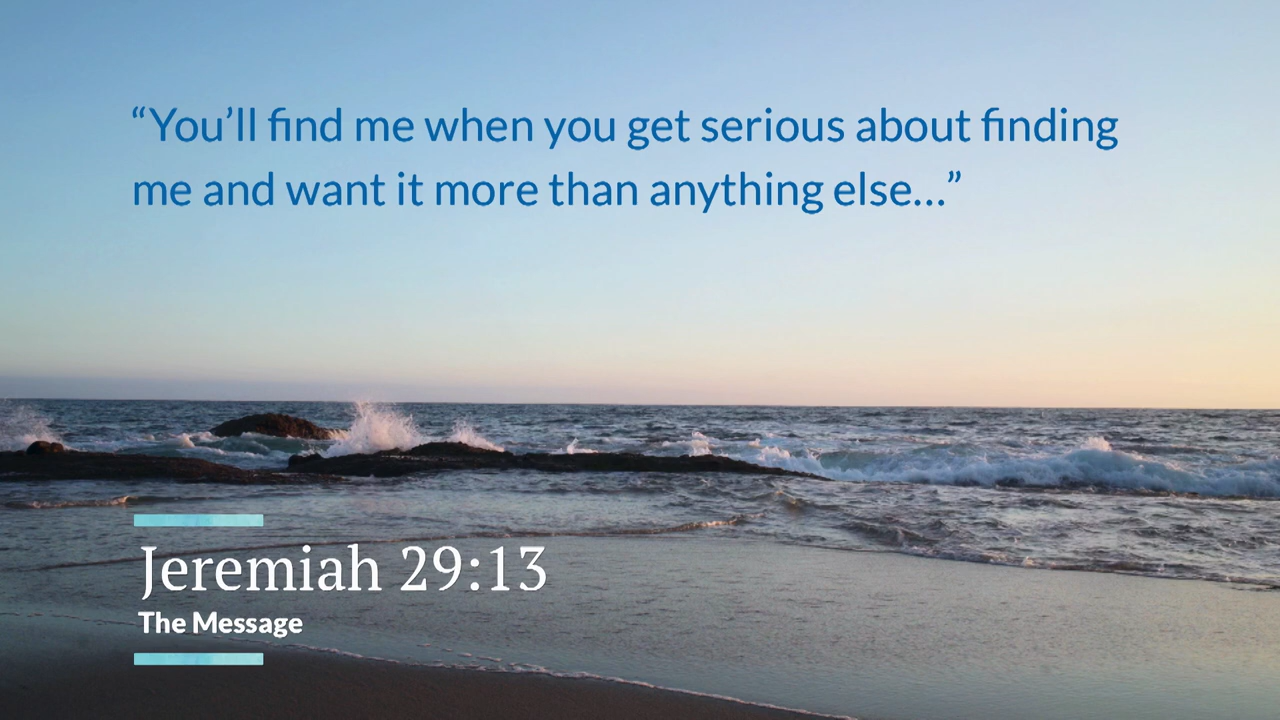 “You’ll find me when you get serious about finding
me and want it more than anything else...”
Jeremiah 29:13
The Message